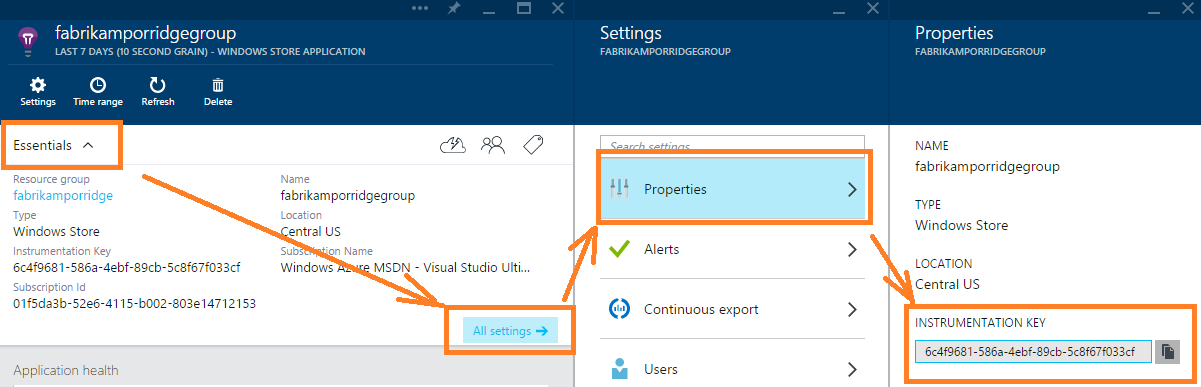 fabrikamporridgegroup
LAST 7 DAYS (10 SECOND GRAIN) - WINDOWS STORE APPLICATION
Settings
Time range
Refresh
Delete
Essentials
Resource group
fabrikamporridge
Type
Windows Store
Instrumentation Key
6c4f9681-586a-4ebf-89cb-5c8f67f033cf
Subscription Id
01f5da3b-52e6-4115-b002-803e14712153
Name
fabrikamporridgegroup
Location
Central US
Subscription Name
Windows Azure MSDN - Visual Studio Ulti...
All settings
Application health
Settings
FABRIKAMPORRIDGEGROUP
Search settings
Properties
Alerts
Continuous export
Users
Properties
FABRIKAMPORRIDGEGROUP
NAME
fabrikamporridgegroup
TYPE
Windows Store
LOCATION
Central US
INSTRUMENTATION KEY
6c4f9681-586a-4ebf-89cb-5c8f67f033cf